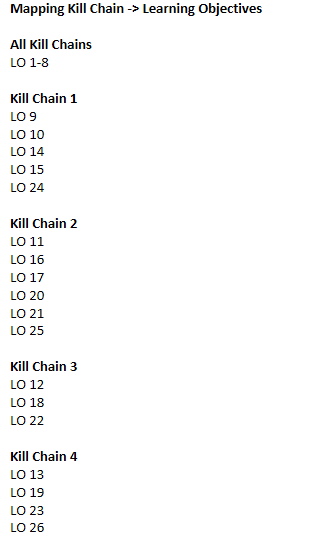 Mapping Kill Chain -> Learning Objectives
All Kill Chains
LO 1-8
Kill Chain 1
LO 9
LO 10
LO 14
LO 15
LO 24
Kill Chain 2
LO 11
LO 16
LO 17
LO 20
LO 21
LO 25
Kill Chain 3
LO 12
LO 18
LO 22
Kill Chain 4
LO 13
LO 19
LO 23
LO 26